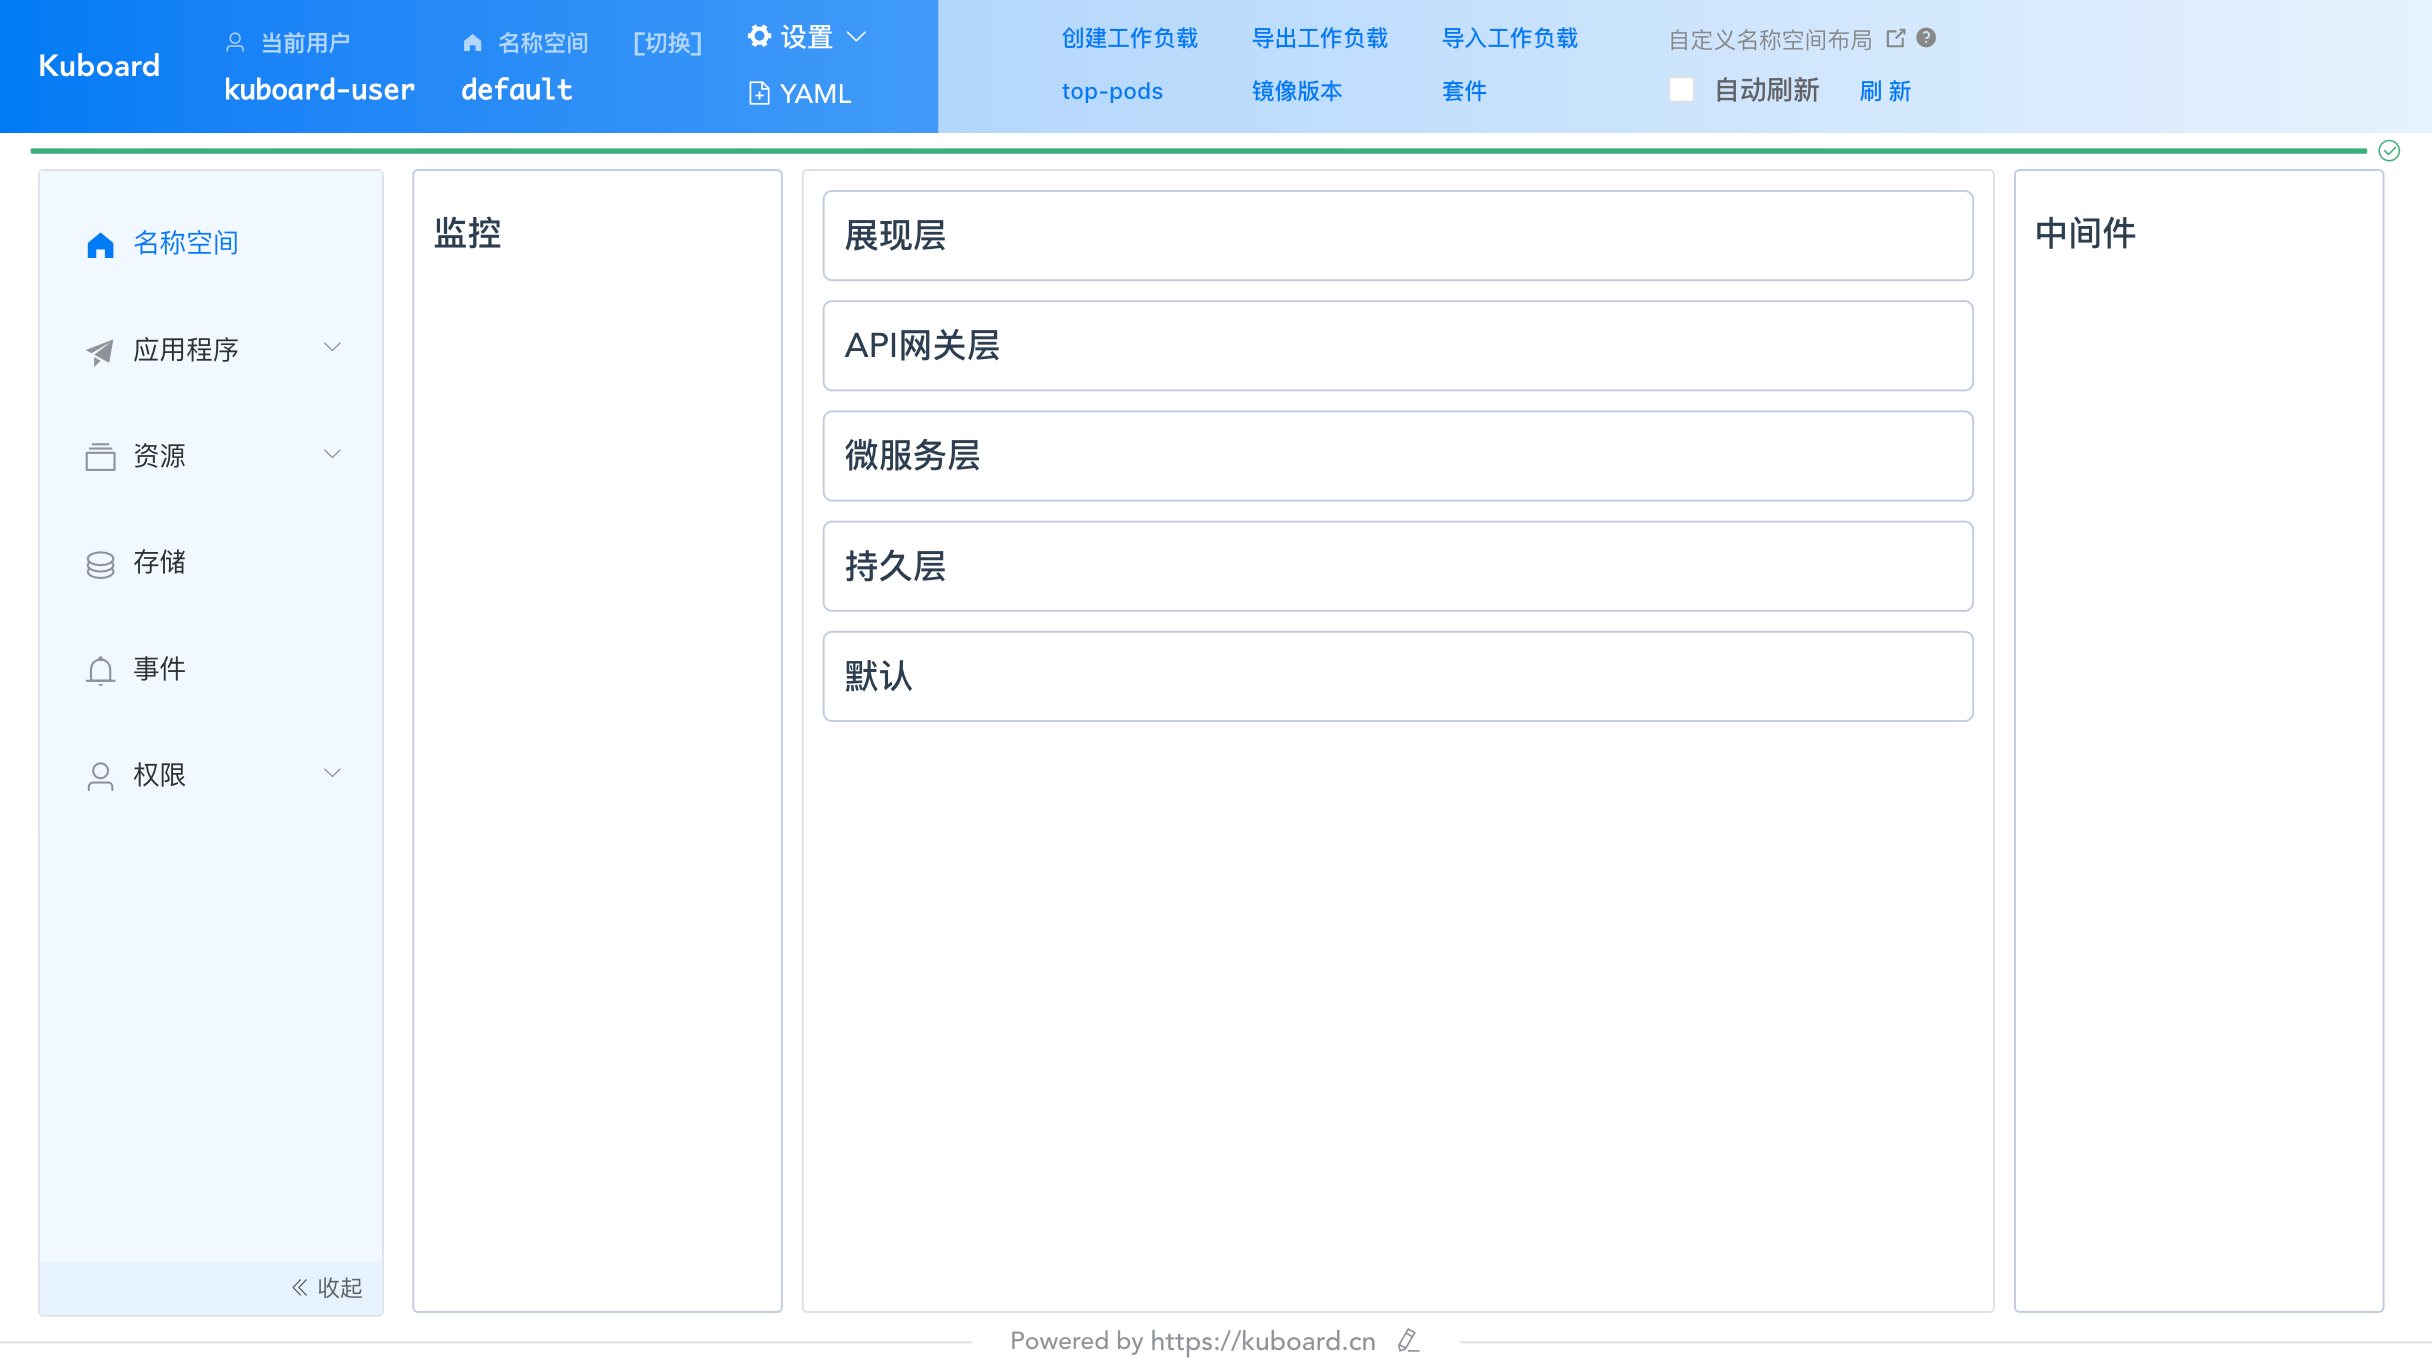 Kuboard
当前用户
kuboard-user
名称空间 [切换]
default
设置
YAML
创建工作负载 导出工作负载 导入工作负载
top-pods 镜像版本 套件
自定义名称空间布局
自动刷新 刷 新
名称空间
应用程序
资源
存储
事件
权限
收起
监控
展现层
API网关层
微服务层
持久层
默认
中间件
Powered by https://kuboard.cn